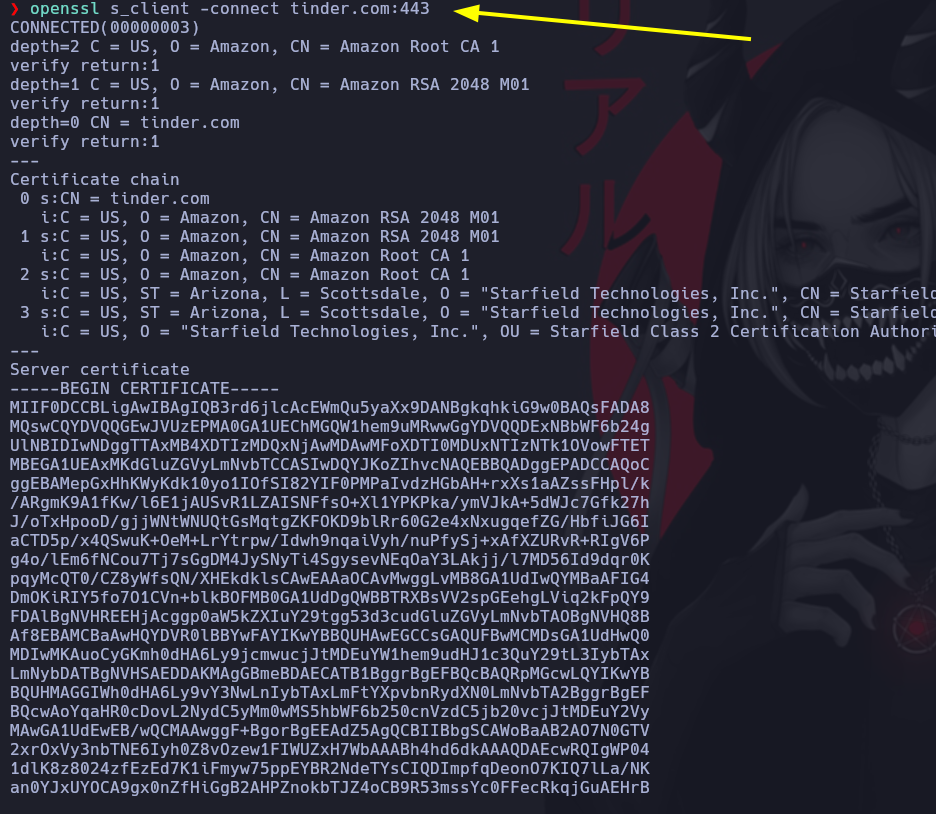 ❯ openssl s_client -connect tinder.com:443
CONNECTED(00000003)
depth=2 C = US, O = Amazon, CN = Amazon Root CA 1
verify return:1
depth=1 C = US, O = Amazon, CN = Amazon RSA 2048 M01
verify return:1
depth=0 CN = tinder.com
verify return:1
---
Certificate chain
 0 s:CN = tinder.com
   i:C = US, O = Amazon, CN = Amazon RSA 2048 M01
 1 s:C = US, O = Amazon, CN = Amazon RSA 2048 M01
   i:C = US, O = Amazon, CN = Amazon Root CA 1
 2 s:C = US, O = Amazon, CN = Amazon Root CA 1
   i:C = US, ST = Arizona, L = Scottsdale, O = "Starfield Technologies, Inc.", CN = Starfield
 3 s:C = US, ST = Arizona, L = Scottsdale, O = "Starfield Technologies, Inc.", CN = Starfield
   i:C = US, O = "Starfield Technologies, Inc.", OU = Starfield Class 2 Certification Authori
---
Server certificate
-----BEGIN CERTIFICATE-----
MIIF0DCCBLigAwIBAgIQB3rd6jlcAcEWmQu5yaXx9DANBgkqhkiG9w0BAQsFADA8
MQswCQYDVQQGEwJVUzEPMA0GA1UEChMGQW1hem9uMRwwGgYDVQQDExNBbWF6b24g
UlNBIDIwNDggTTAxMB4XDTIzMDQxNjAwMDAwMFoXDTI0MDUxNTIzNTk1OVowFTET
MBEGA1UEAxMKdGluZGVyLmNvbTCCASIwDQYJKoZIhvcNAQEBBQADggEPADCCAQoC
ggEBAMepGxHhKWyKdk10yo1IOfSI82YIF0PMPaIvdzHGbAH+rxXs1aAZssFHpl/k
/ARgmK9A1fKw/l6E1jAUSvR1LZAISNFfsO+Xl1YPKPka/ymVJkA+5dWJc7Gfk27h
J/oTxHpooD/gjjWNtWNUQtGsMqtgZKFOKD9blRr60G2e4xNxugqefZG/HbfiJG6I
aCTD5p/x4QSwuK+OeM+LrYtrpw/Idwh9nqaiVyh/nuPfySj+xAfXZURvR+RIgV6P
g4o/lEm6fNCou7Tj7sGgDM4JySNyTi4SgysevNEqOaY3LAkjj/l7MD56Id9dqr0K
pqyMcQT0/CZ8yWfsQN/XHEkdklsCAwEAAaOCAvMwggLvMB8GA1UdIwQYMBaAFIG4
DmOKiRIY5fo7O1CVn+blkBOFMB0GA1UdDgQWBBTRXBsVV2spGEehgLViq2kFpQY9
FDAlBgNVHREEHjAcggp0aW5kZXIuY29tgg53d3cudGluZGVyLmNvbTAOBgNVHQ8B
Af8EBAMCBaAwHQYDVR0lBBYwFAYIKwYBBQUHAwEGCCsGAQUFBwMCMDsGA1UdHwQ0
MDIwMKAuoCyGKmh0dHA6Ly9jcmwucjJtMDEuYW1hem9udHJ1c3QuY29tL3IybTAx
LmNybDATBgNVHSAEDDAKMAgGBmeBDAECATB1BggrBgEFBQcBAQRpMGcwLQYIKwYB
BQUHMAGGIWh0dHA6Ly9vY3NwLnIybTAxLmFtYXpvbnRydXN0LmNvbTA2BggrBgEF
BQcwAoYqaHR0cDovL2NydC5yMm0wMS5hbWF6b250cnVzdC5jb20vcjJtMDEuY2Vy
MAwGA1UdEwEB/wQCMAAwggF+BgorBgEEAdZ5AgQCBIIBbgSCAWoBaAB2AO7N0GTV
2xrOxVy3nbTNE6Iyh0Z8vOzew1FIWUZxH7WbAAABh4hd6dkAAAQDAEcwRQIgWP04
1dlK8z8024zfEzEd7K1iFmyw75ppEYBR2NdeTYsCIQDImpfqDeonO7KIQ7lLa/NK
an0YJxUYOCA9gx0nZfHiGgB2AHPZnokbTJZ4oCB9R53mssYc0FFecRkqjGuAEHrB
リアル